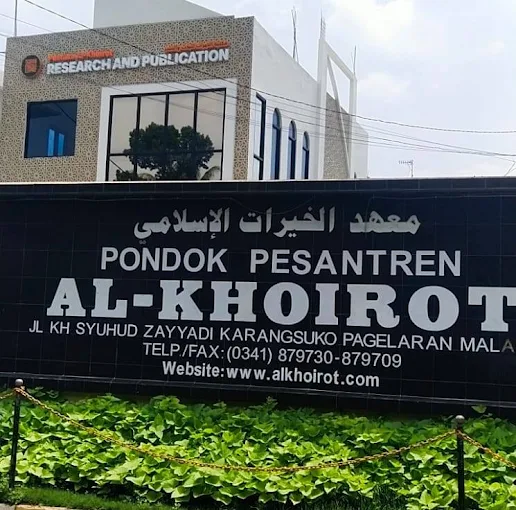 RESEARCH AND PUBLICATION
معهد الخيرات الإسلامي
PONDOK PESANTREN
AL-KHOIROT
JL KH SYUHUD ZAYYADI KARANGSUKO PAGELARAN MALA
TELP./FAX:(0341) 879730-879709
Website:www.alkhoirot.com